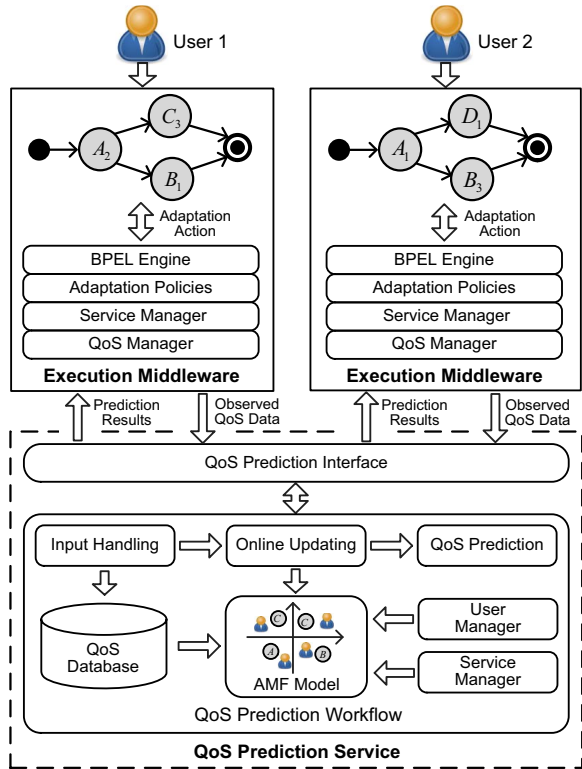 User 1
User 2
C3
A2
B1
D1
A1
B3
Adaptation
Action
Adaptation
Action
BPEL Engine
Adaptation Policies
Service Manager
QoS Manager
Execution Middleware
BPEL Engine
Adaptation Policies
Service Manager
QoS Manager
Execution Middleware
Prediction
Results
Observed
QoS Data
Prediction
Results
Observed
QoS Data
QoS Prediction Interface
Input Handling
Online Updating
QoS Prediction
QoS
Database
C
C
A
B
AMF Model
User
Manager
Service
Manager
QoS Prediction Workflow
QoS Prediction Service